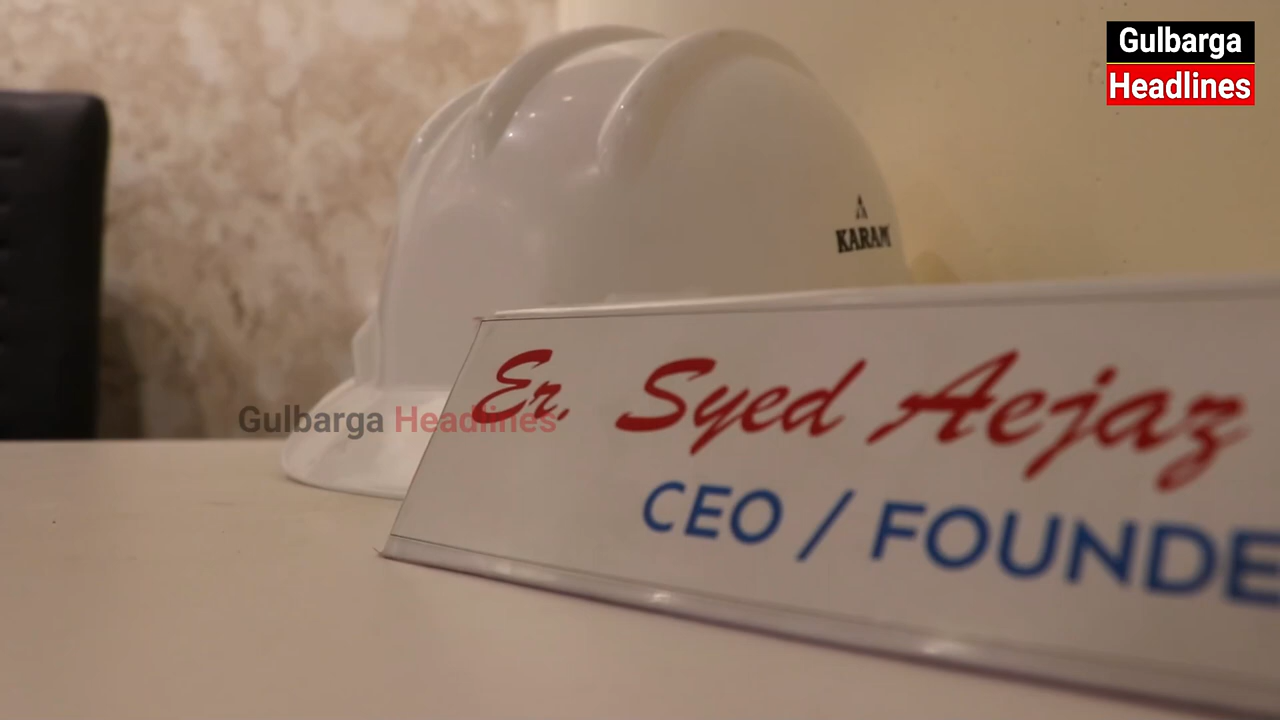 Gulbarga
Headlines
KARAM
Er. Syed Aejaz
CEO / FOUNDE
Gulbarga Headlines